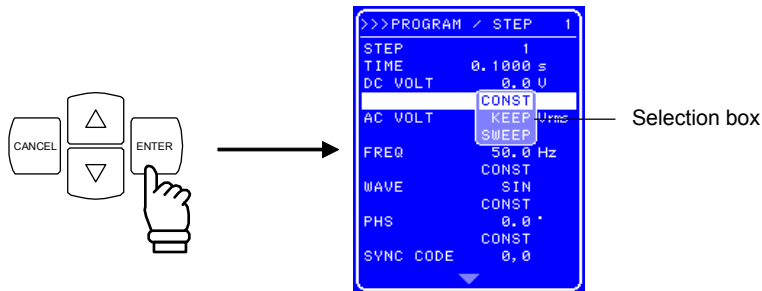 CANCEL
ENTER
>>>PROGRAM / STEP 1
STEP 1
TIME 0.1000 s
DC VOLT 0.0 V
CONST
AC VOLT KEEP Vrms
SWEEP
FREQ 50.0 Hz
CONST
WAVE SIN
CONST
PHS 0.0 °
CONST
SYNC CODE 0,0
Selection box